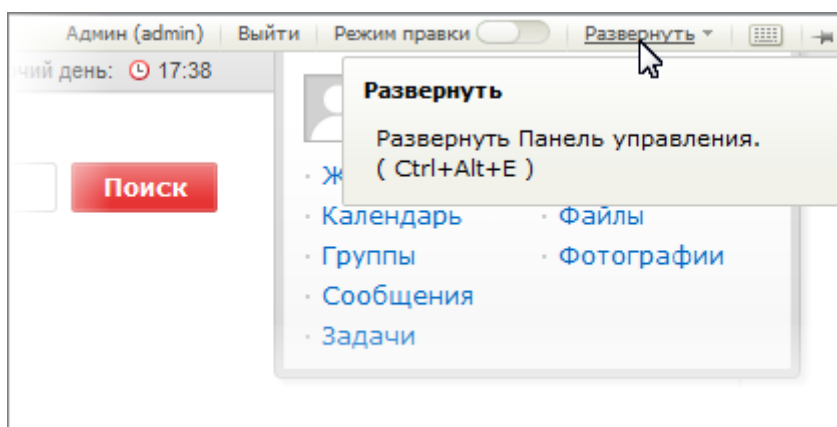 Админ (admin) Выйти Режим правки Развернуть
день: 17:38
Развернуть
Развернуть Панель управления.
( Ctrl+Alt+E )
Поиск
Календарь Файлы
Группы Фотографии
Сообщения
Задачи